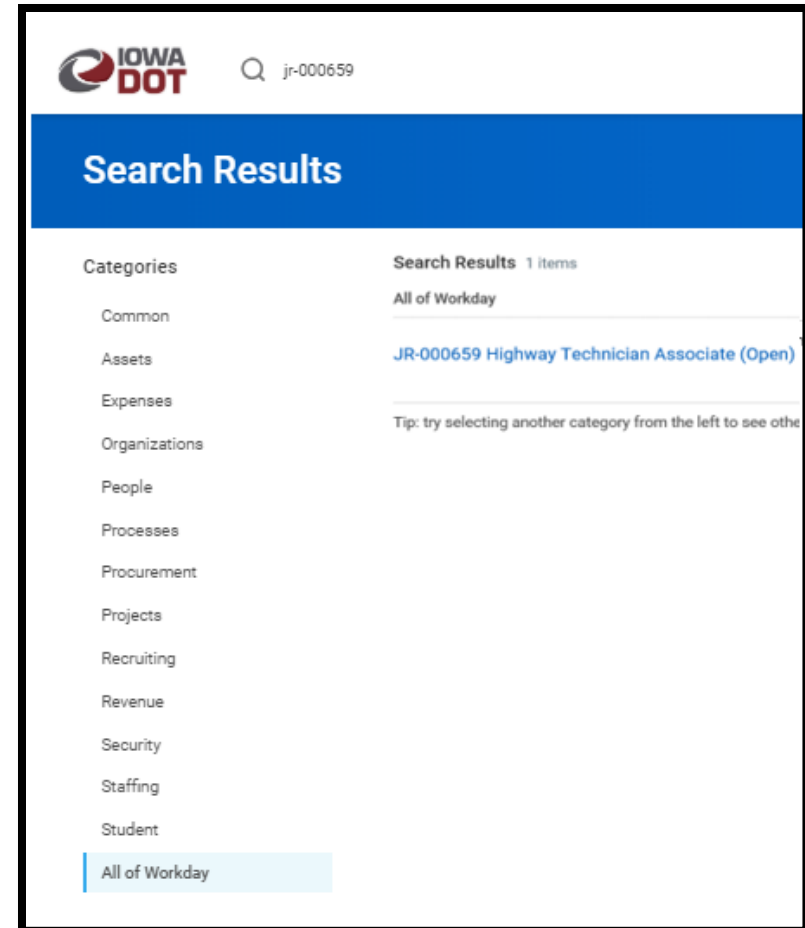 IOWA
DOT
jr-000659
Search Results
Categories
Common
Assets
Expenses
Organizations
People
Processes
Procurement
Projects
Recruiting
Revenue
Security
Staffing
Student
All of Workday
Search Results 1 items
All of Workday
JR-000659 Highway Technician Associate (Open)
Tip: try selecting another category from the left to see othe